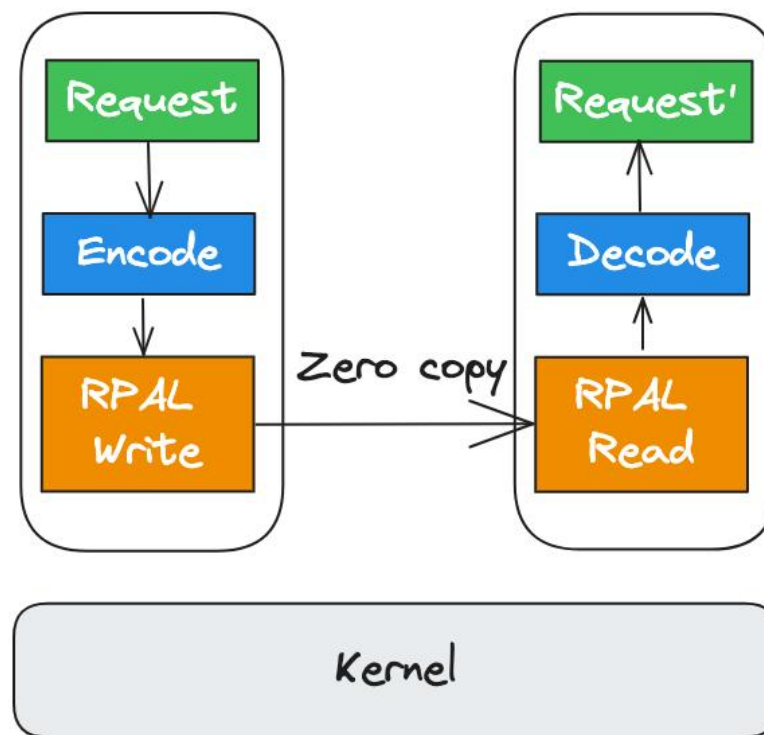 Request
Encode
RPAL
Write
Zero copy
Request'
Decode
RPAL
Read
Kernel